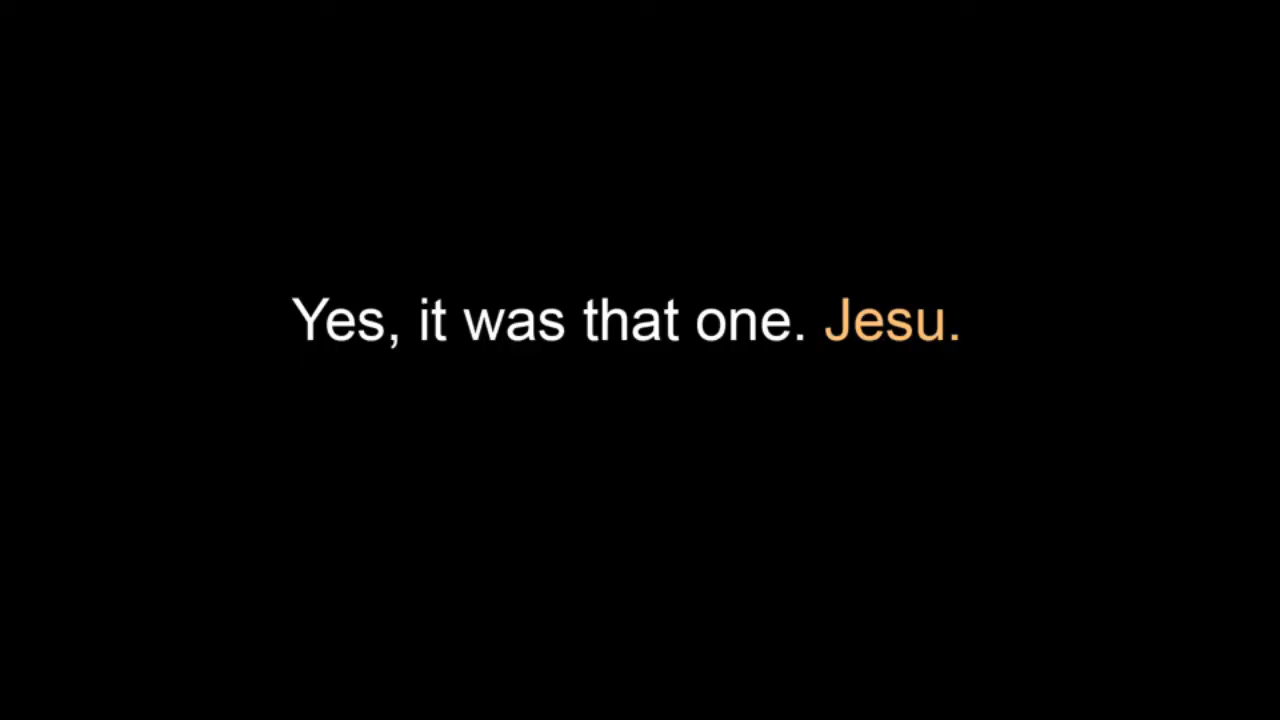 Yes, it was that one. Jesu.